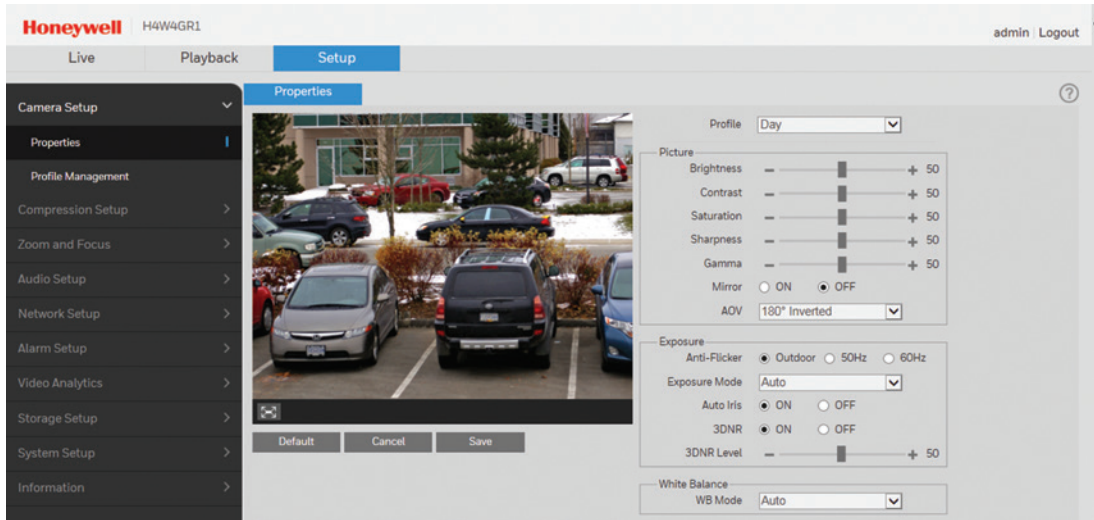 Honeywell H4W4GR1
admin Logout
Live Playback Setup
Camera Setup
Properties
Profile Management
Compression Setup
Zoom and Focus
Audio Setup
Network Setup
Alarm Setup
Video Analytics
Storage Setup
System Setup
Information
Properties
?
Default Cancel Save
Profile Day
Picture
Brightness − + 50
Contrast − + 50
Saturation − + 50
Sharpness − + 50
Gamma − + 50
Mirror ON OFF
AOV 180° Inverted
Exposure
Anti-Flicker Outdoor 50Hz 60Hz
Exposure Mode Auto
Auto Iris ON OFF
3DNR ON OFF
3DNR Level − + 50
White Balance
WB Mode Auto